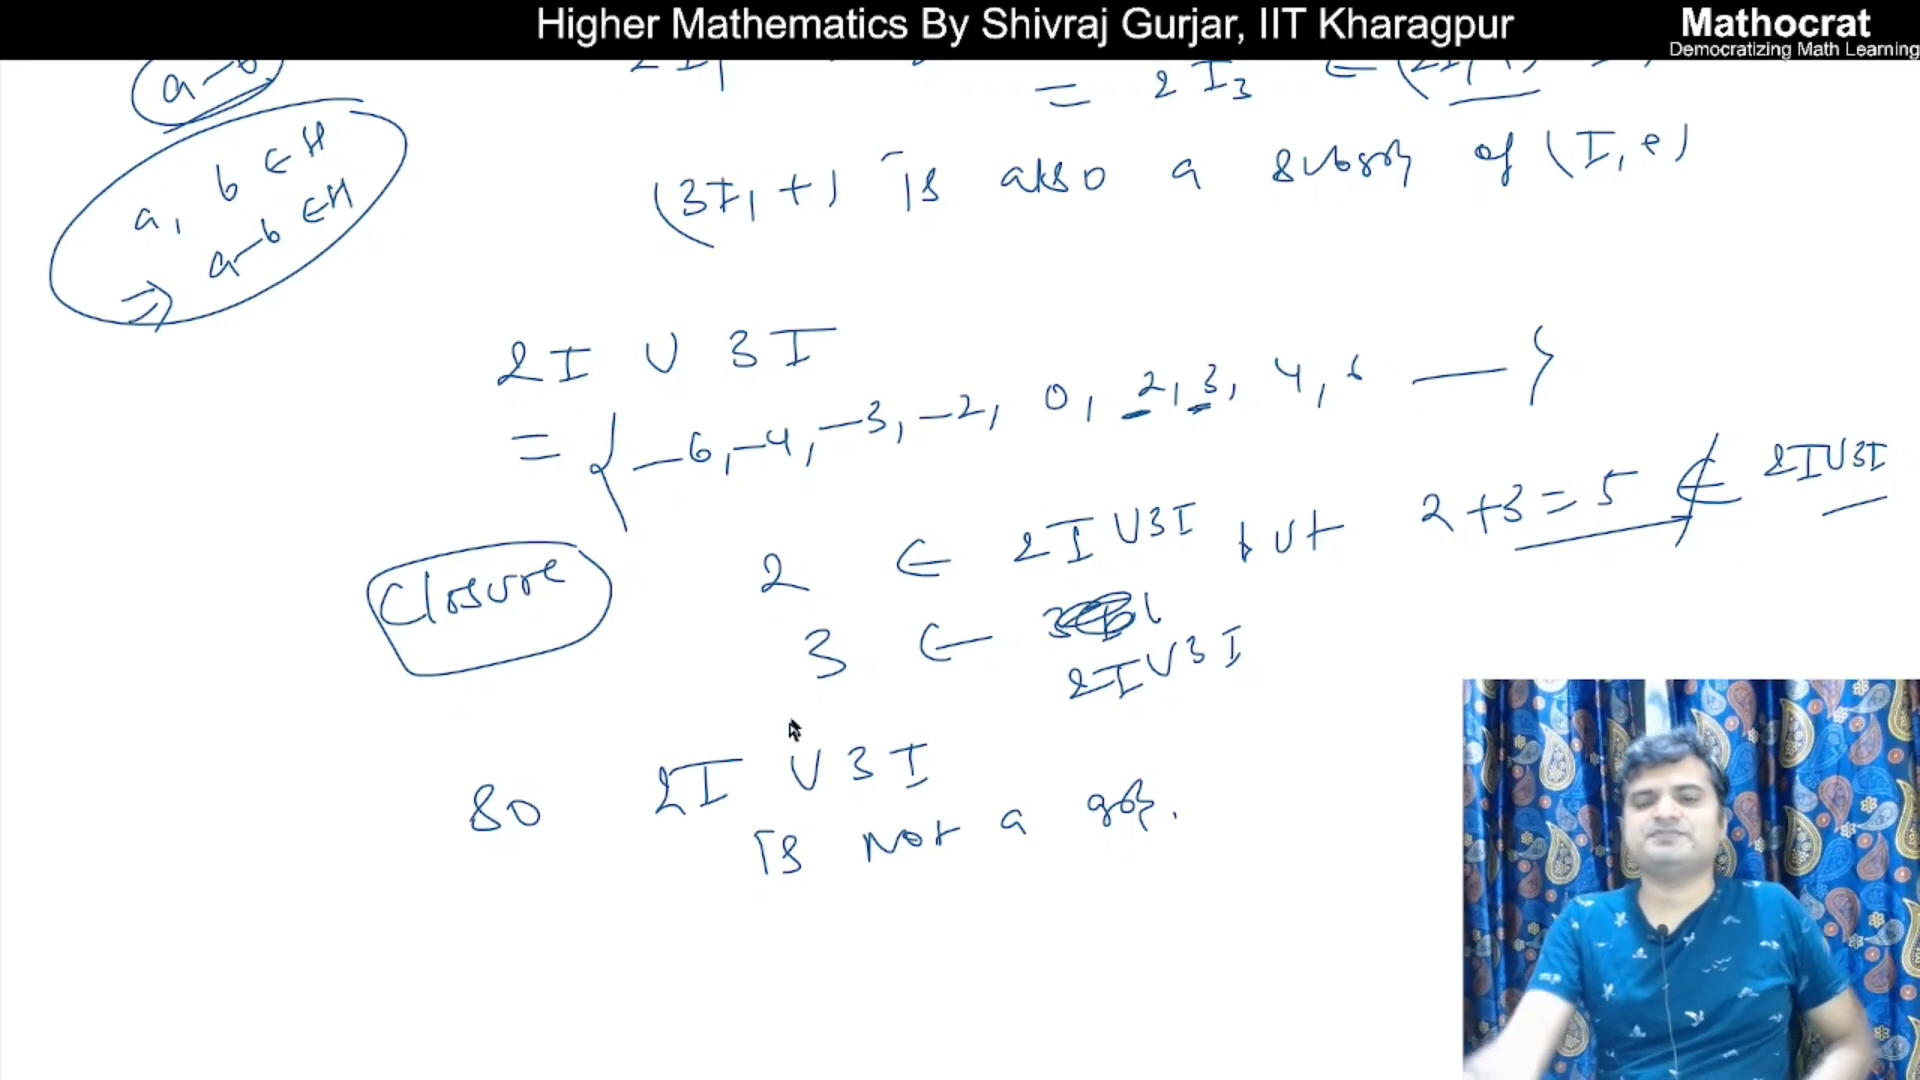 Higher Mathematics By Shivraj Gurjar, IIT Kharagpur
Mathocrat
Democratizing Math Learning
a-b
= 2I3 ∈
a, b ∈ H
⇒ a-b ∈ H
(3I, +) is also a subgp of (I, +)
2I ∪ 3I
= { — 6, -4, -3, -2, 0, 2, 3, 4, 6 — }
Closure
2 ∈ 2I ∪ 3I but 2+3 = 5 ∉ 2I∪3I
3 ∈
2I ∪ 3I
so 2I ∪ 3I
is not a gp.